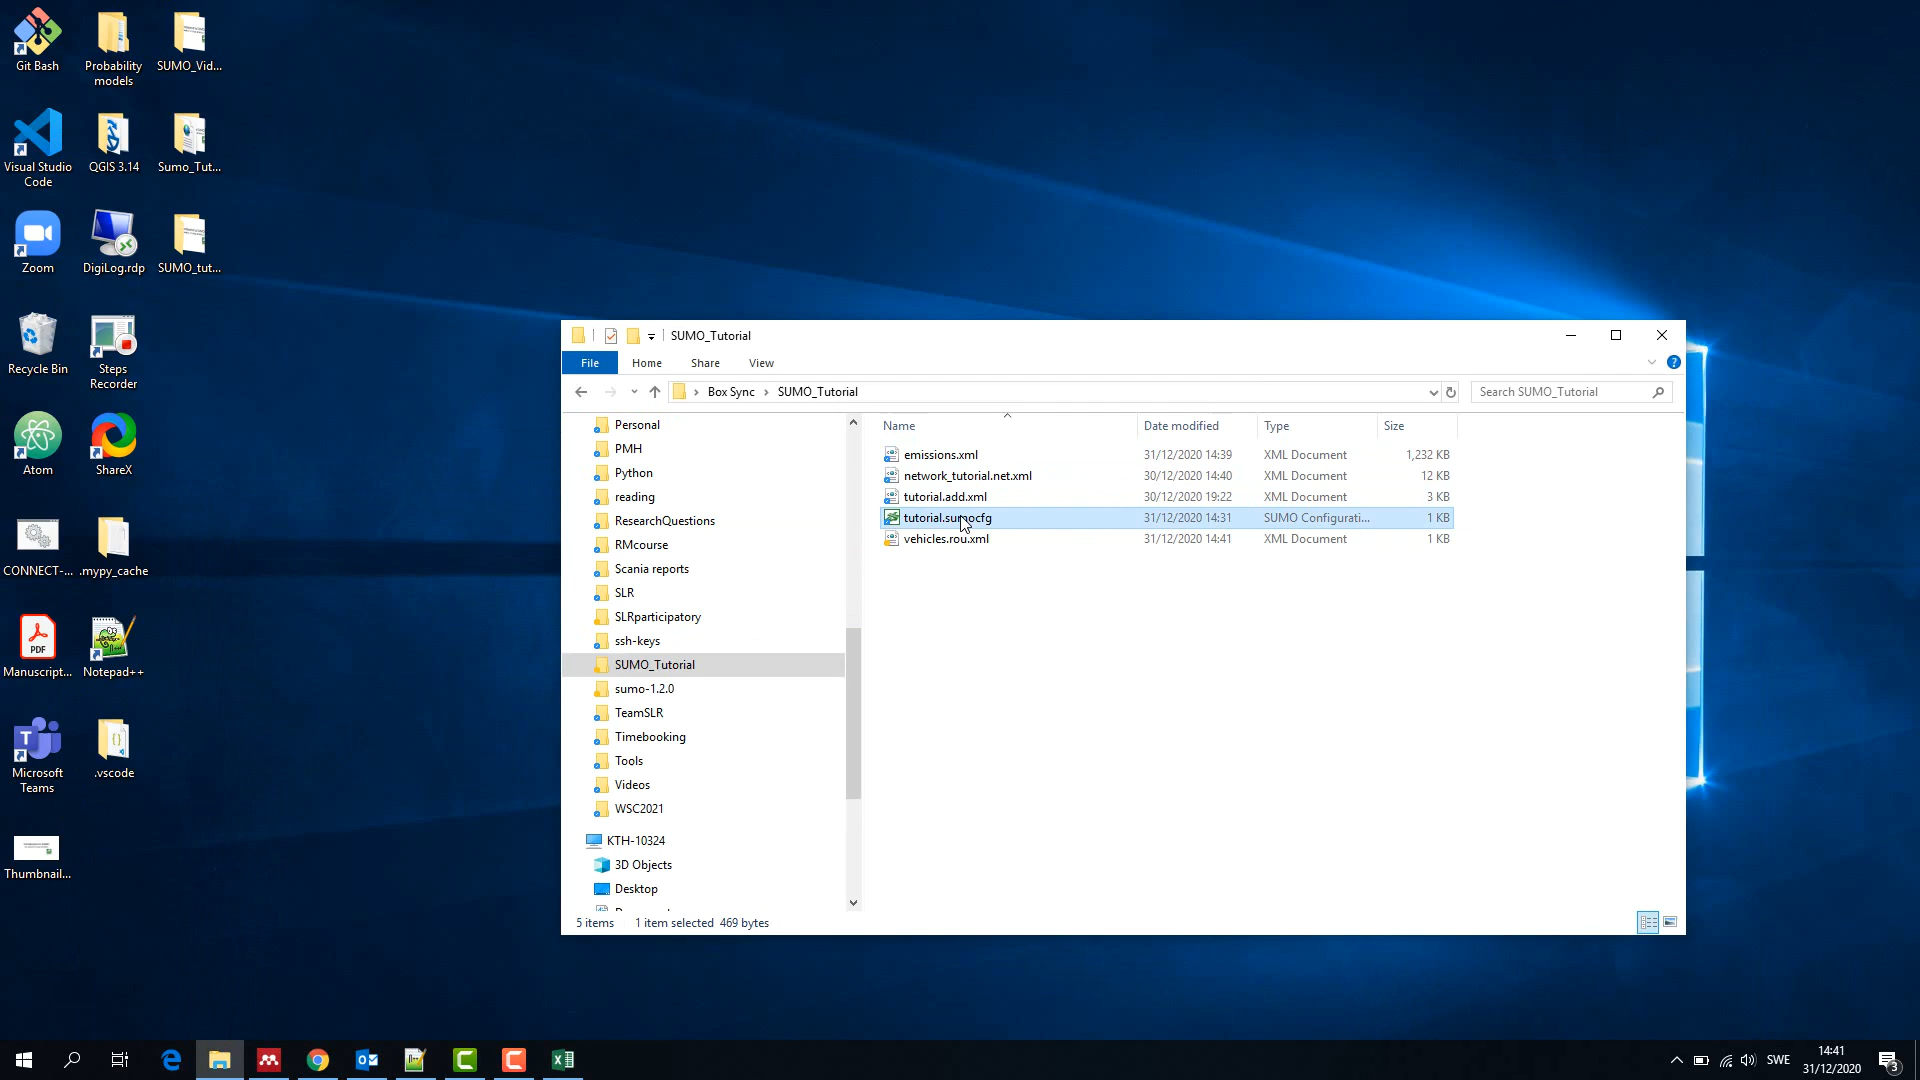 Git Bash
Probability models
SUMO_Vid...
Visual Studio Code
QGIS 3.14
Sumo_Tut...
Zoom
DigiLog.rdp
SUMO_tut...
Recycle Bin
Steps Recorder
Atom
ShareX
CONNECT-...
.mypy_cache
PDF
Manuscript...
Notepad++
Microsoft Teams
.vscode
Thumbnail...
SUMO_Tutorial
File
Home
Share
View
Box Sync
SUMO_Tutorial
Search SUMO_Tutorial
Personal
PMH
Python
reading
ResearchQuestions
RMcourse
Scania reports
SLR
SLRparticipatory
ssh-keys
SUMO_Tutorial
sumo-1.2.0
TeamSLR
Timebooking
Tools
Videos
WSC2021
KTH-10324
3D Objects
Desktop
Name Date modified Type Size
emissions.xml 31/12/2020 14:39 XML Document 1,232 KB
network_tutorial.net.xml 30/12/2020 14:40 XML Document 12 KB
tutorial.add.xml 30/12/2020 19:22 XML Document 3 KB
tutorial.sumocfg 31/12/2020 14:31 SUMO Configurati... 1 KB
vehicles.rou.xml 31/12/2020 14:41 XML Document 1 KB
5 items 1 item selected 469 bytes
SWE
14:41
31/12/2020
3